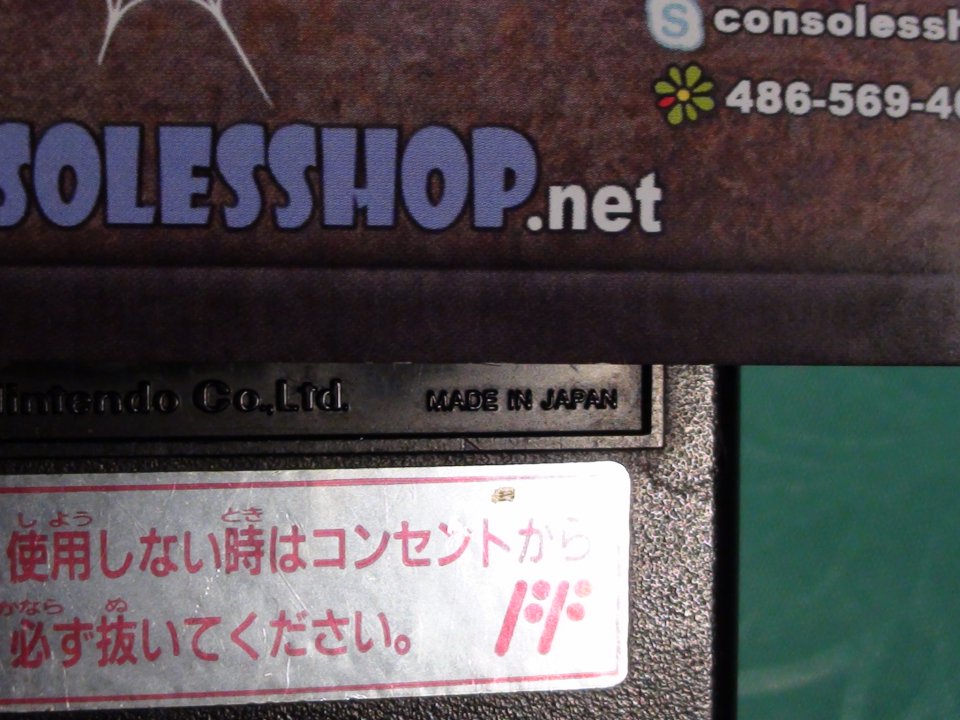 consolessh
486-569-46
SOLESSHOP.net
Nintendo Co.,Ltd. MADE IN JAPAN
しよう とき
使用しない時はコンセントから
かなら ぬ
必ず抜いてください。